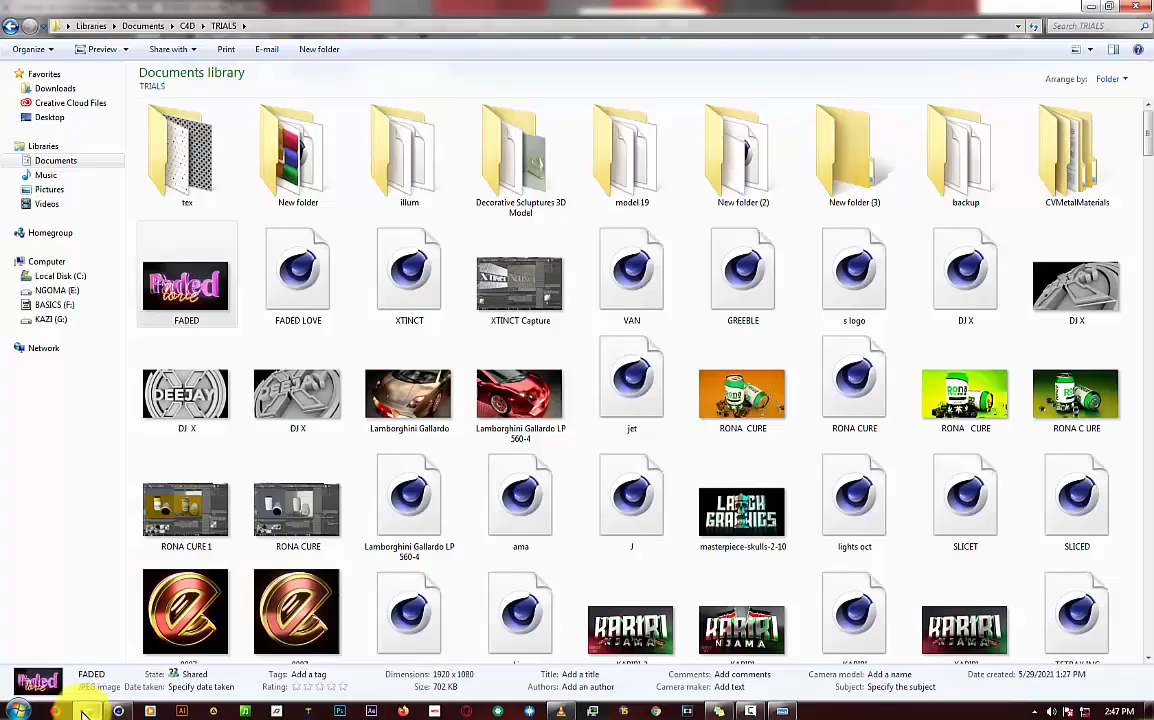 Libraries ▸ Documents ▸ C4D ▸ TRIALS ▸
Search TRIALS
Organize Preview Share with Print E-mail New folder
Favorites
Downloads
Creative Cloud Files
Desktop
Libraries
Documents
Music
Pictures
Videos
Homegroup
Computer
Local Disk (C:)
NGOMA (E:)
BASICS (F:)
KAZI (G:)
Network
Documents library
TRIALS
Arrange by: Folder
tex
New folder
illum
Decorative Scluptures 3D
Model
model 19
New folder (2)
New folder (3)
backup
CVMetalMaterials
FADED
FADED LOVE
XTINCT
XTINCT Capture
VAN
GREEBLE
s logo
DJ X
DJ X
DJ X
DJ X
Lamborghini Gallardo
Lamborghini Gallardo LP
560-4
jet
RONA CURE
RONA CURE
RONA CURE
RONA C URE
RONA CURE1
RONA CURE
Lamborghini Gallardo LP
560-4
ama
J
masterpiece-skulls-2-10
lights oct
SLICET
SLICED
FADED
JPEG image
State: Shared
Date taken: Specify date taken
Tags: Add a tag
Rating:
Dimensions: 1920 x 1080
Size: 702 KB
Title: Add a title
Authors: Add an author
Comments: Add comments
Camera maker: Add text
Camera model: Add a name
Subject: Specify the subject
Date created: 5/29/2021 1:27 PM
2:47 PM